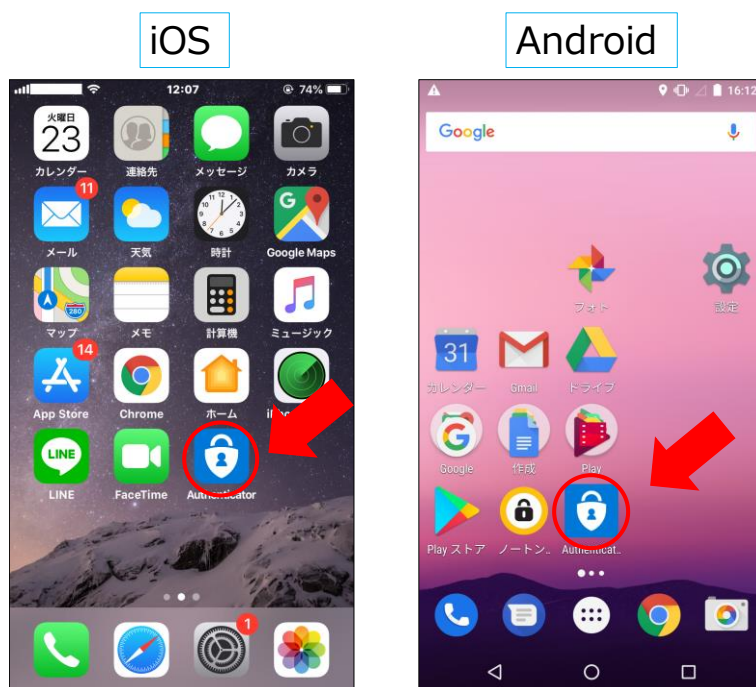 iOS
Android
12:07
74%
火曜日
23
カレンダー
連絡先
メッセージ
カメラ
11
メール
天気
時計
G
Google Maps
280
マップ
メモ
計算機
ミュージック
14
App Store
Chrome
ホーム
LINE
LINE
FaceTime
Authenticator
1
16:12
Google
フォト
設定
31
カレンダー
Gmail
ドライブ
G
Google
作成
Play
Play ストア
ノートン..
Authenticat..